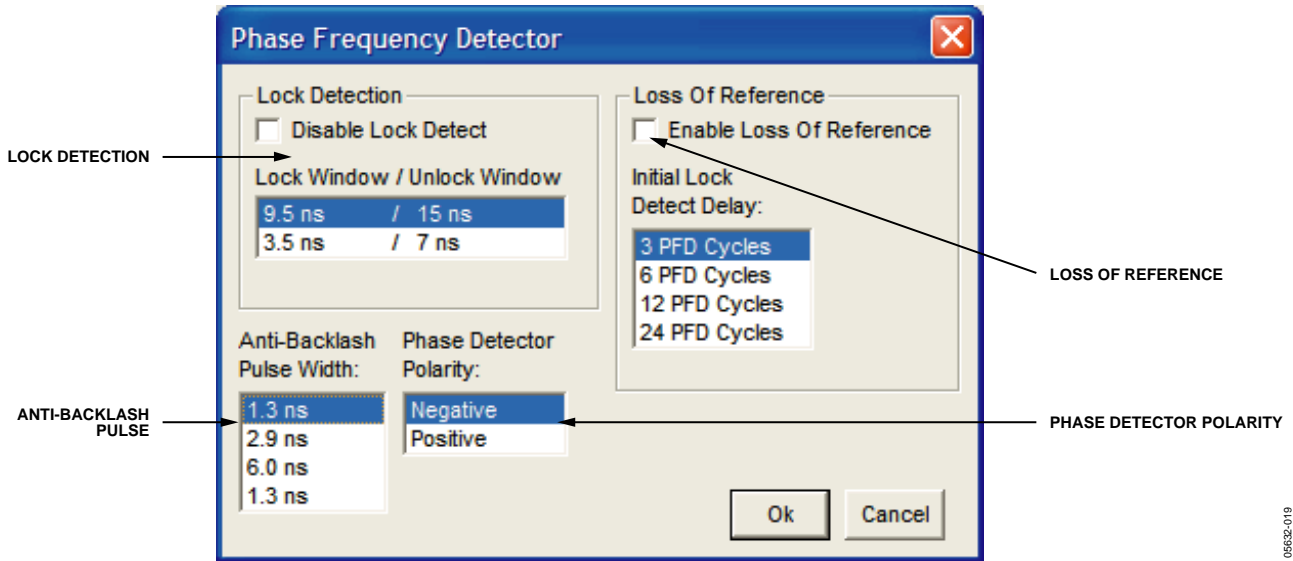 Phase Frequency Detector
Lock Detection
Disable Lock Detect
Lock Window / Unlock Window
9.5 ns / 15 ns
3.5 ns / 7 ns
Loss Of Reference
Enable Loss Of Reference
Initial Lock
Detect Delay:
3 PFD Cycles
6 PFD Cycles
12 PFD Cycles
24 PFD Cycles
Anti-Backlash
Pulse Width:
1.3 ns
2.9 ns
6.0 ns
1.3 ns
Phase Detector
Polarity:
Negative
Positive
Ok
Cancel
LOCK DETECTION
ANTI-BACKLASH
PULSE
LOSS OF REFERENCE
PHASE DETECTOR POLARITY
05632-019